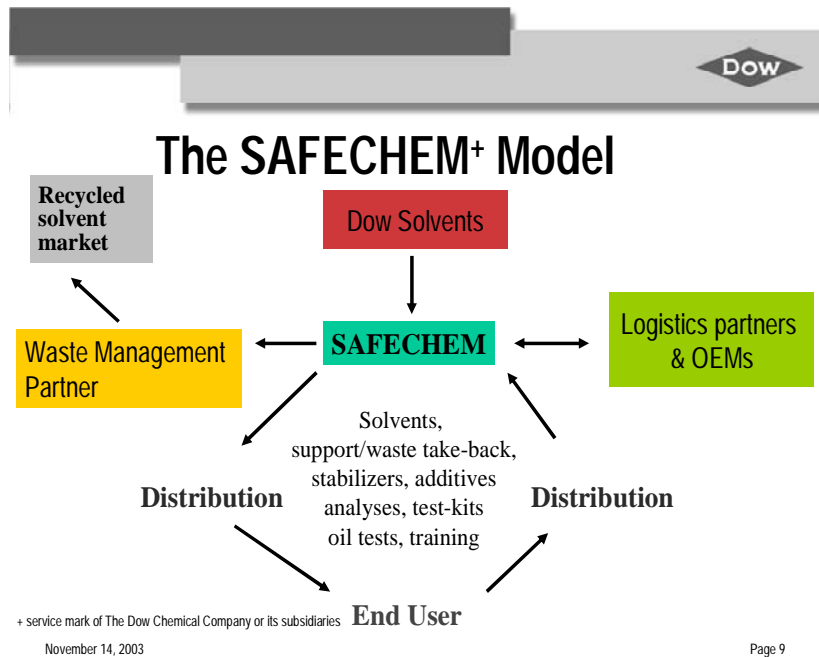 Dow
The SAFECHEM+ Model
Recycled
solvent
market
Dow Solvents
Waste Management
Partner
SAFECHEM
Logistics partners
& OEMs
Solvents,
support/waste take-back,
stabilizers, additives
analyses, test-kits
oil tests, training
Distribution
Distribution
End User
+ service mark of The Dow Chemical Company or its subsidiaries
November 14, 2003
Page 9